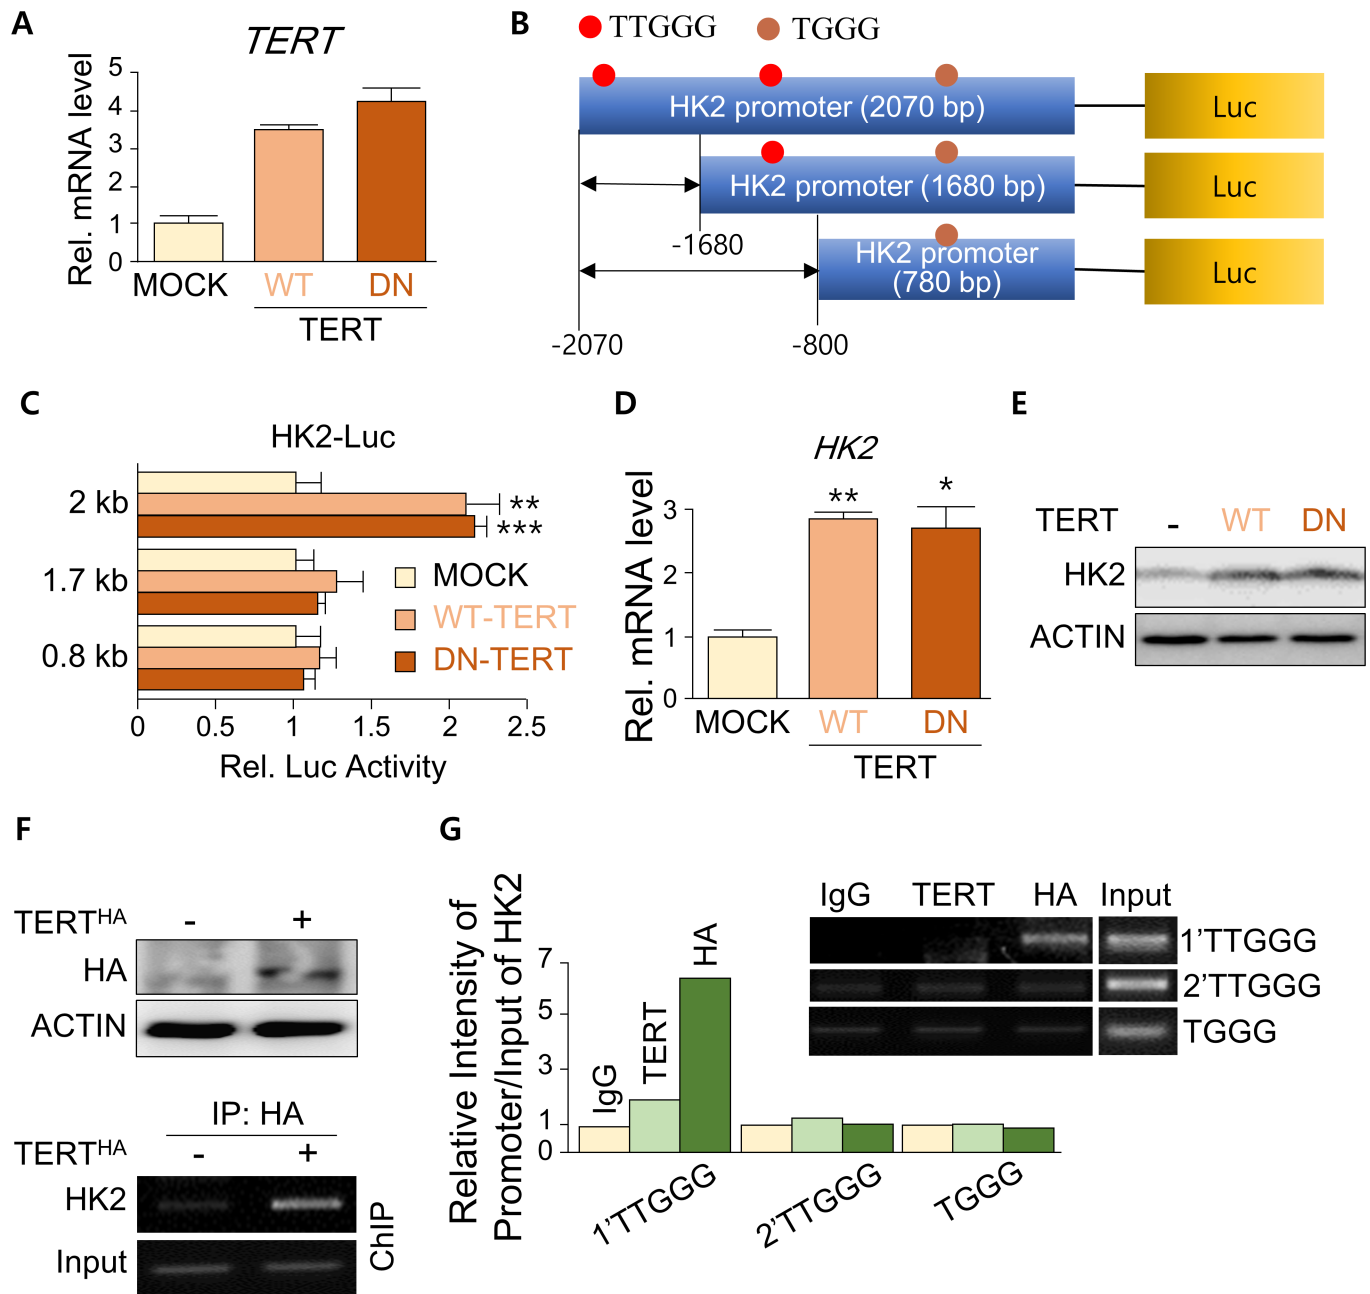 A
TERT
Rel. mRNA level
5
4
3
2
1
0
MOCK
WT
DN
TERT
B
TTGGG
TGGG
HK2 promoter (2070 bp)
Luc
HK2 promoter (1680 bp)
Luc
-1680
HK2 promoter
(780 bp)
Luc
-2070
-800
C
HK2-Luc
2 kb
**
***
1.7 kb
0.8 kb
MOCK
WT-TERT
DN-TERT
0
0.5
1
1.5
2
2.5
Rel. Luc Activity
D
HK2
Rel. mRNA level
3
2
1
0
**
*
MOCK
WT
DN
TERT
E
TERT
-
WT
DN
HK2
ACTIN
F
TERTHA
-
+
HA
ACTIN
IP: HA
TERTHA
-
+
HK2
Input
ChIP
G
Relative Intensity of
Promoter/Input of HK2
7
5
3
1
0
IgG
TERT
HA
1’TTGGG
2’TTGGG
TGGG
IgG
TERT
HA
Input
1’TTGGG
2’TTGGG
TGGG